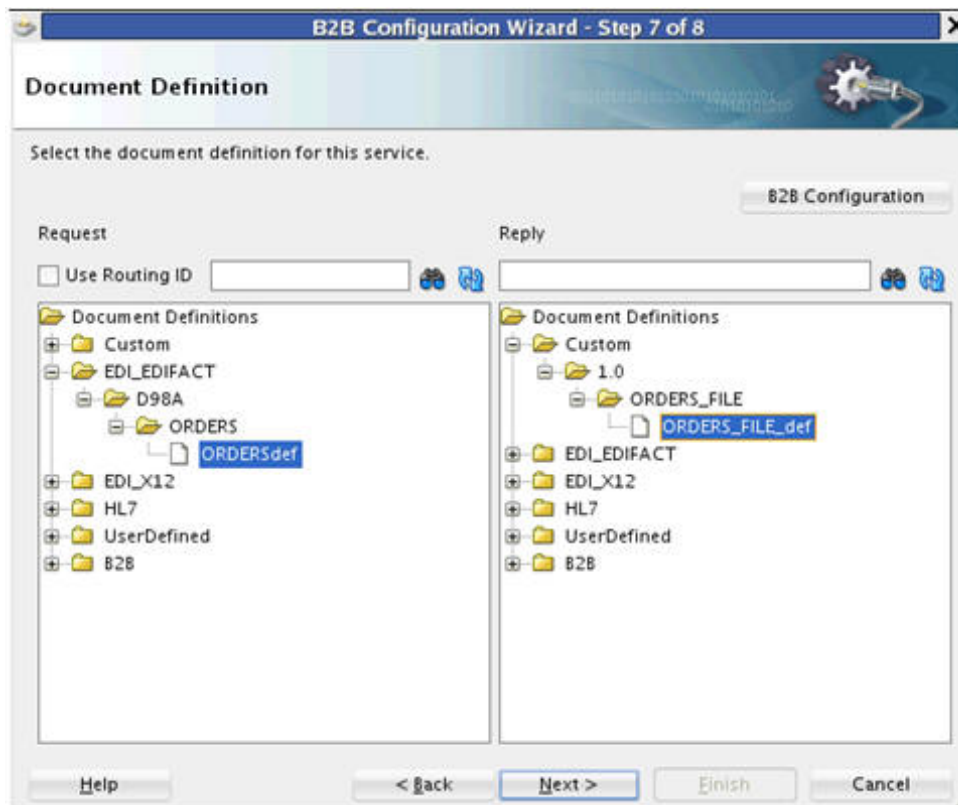 B2B Configuration Wizard - Step 7 of 8
Document Definition
Select the document definition for this service.
B2B Configuration
Request
Use Routing ID
Document Definitions
Custom
EDI_EDIFACT
D98A
ORDERS
ORDERSdef
EDI_X12
HL7
UserDefined
B2B
Reply
Document Definitions
Custom
1.0
ORDERS_FILE
ORDERS_FILE_def
EDI_EDIFACT
EDI_X12
HL7
UserDefined
B2B
Help
< Back
Next >
Finish
Cancel